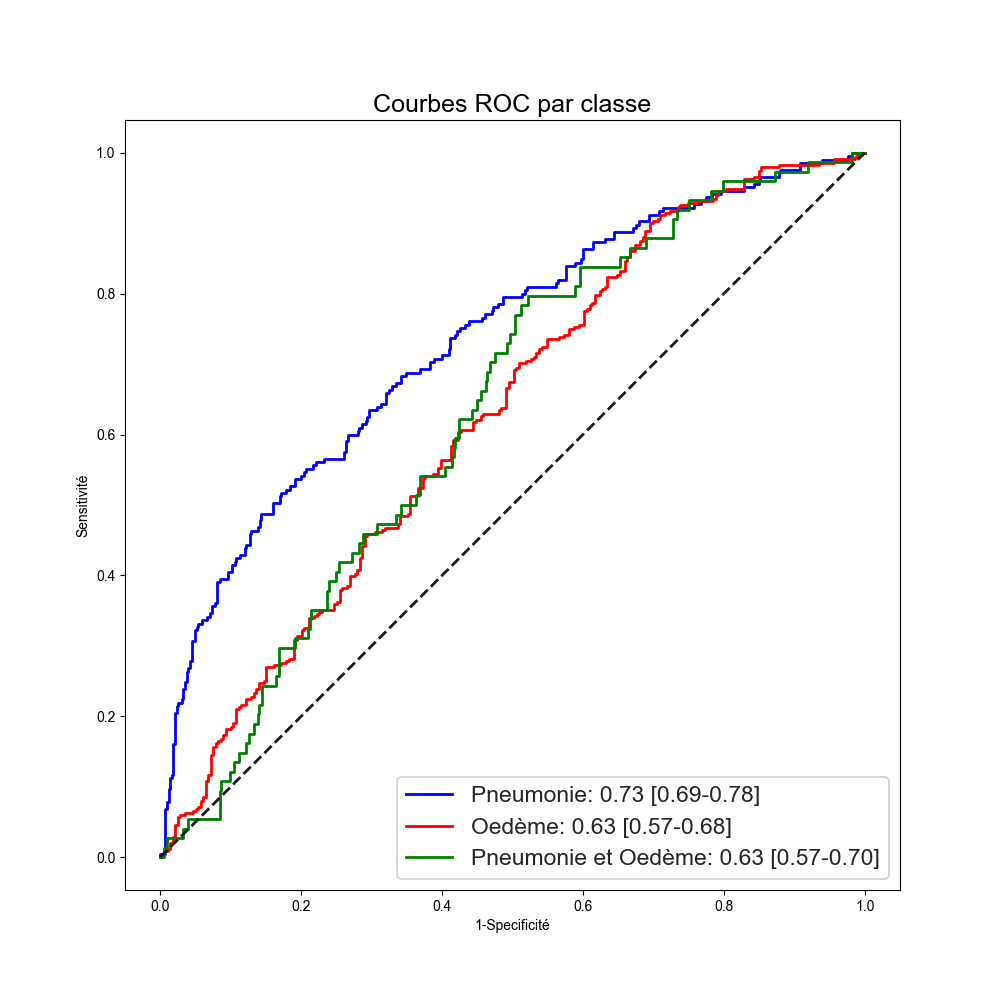 Courbes ROC par classe
1.0
0.8
0.6
0.4
0.2
0.0
Sensitivité
Pneumonie: 0.73 [0.69-0.78]
Oedème: 0.63 [0.57-0.68]
Pneumonie et Oedème: 0.63 [0.57-0.70]
0.0 0.2 0.4 0.6 0.8 1.0
1-Specificité